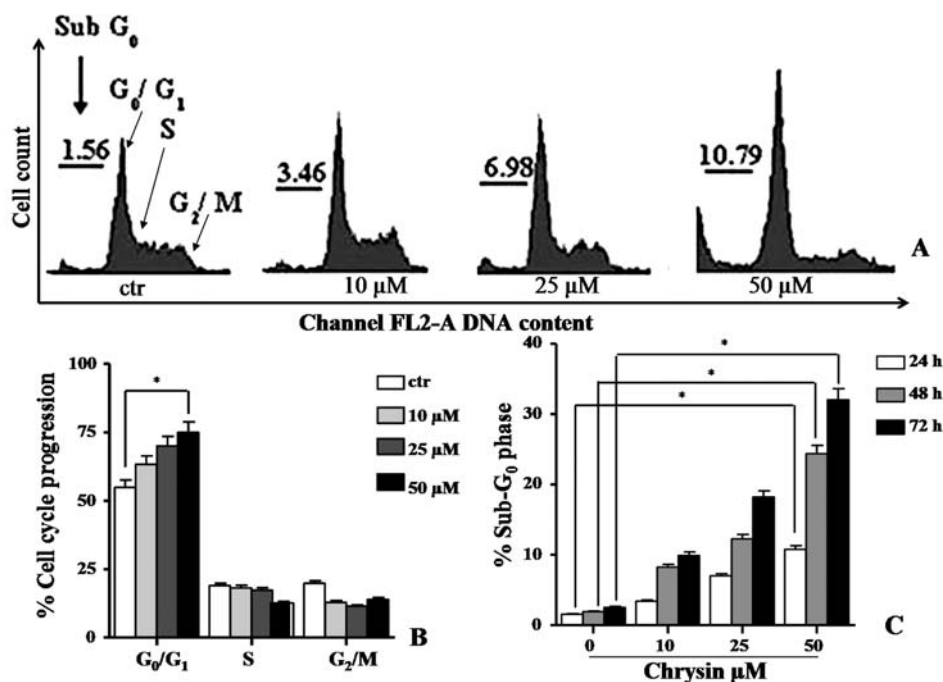 Sub G₀
G₀/ G₁
S
G₂/ M
1.56
3.46
6.98
10.79
Cell count
ctr
10 µM
25 µM
50 µM
A
Channel FL2-A DNA content
% Cell cycle progression
100
75
50
25
0
*
ctr
10 µM
25 µM
50 µM
G₀/G₁
S
G₂/M
B
% Sub-G₀ phase
40
30
20
10
0
*
*
*
24 h
48 h
72 h
0
10
25
50
Chrysin µM
C